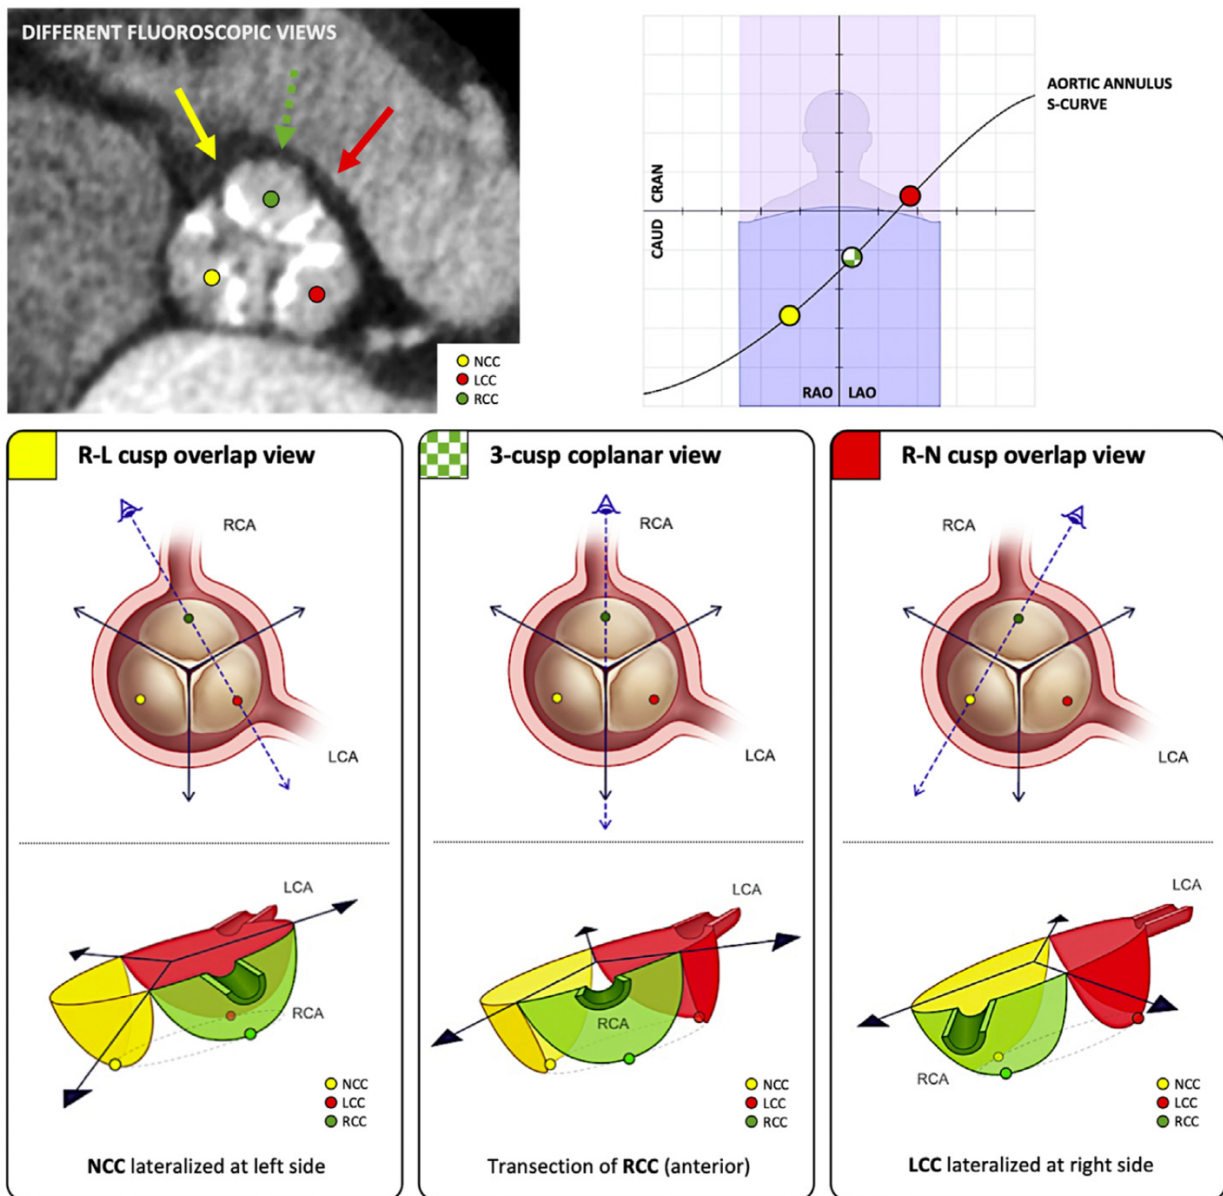 DIFFERENT FLUOROSCOPIC VIEWS
NCC
LCC
RCC
AORTIC ANNULUS
S-CURVE
CRAN
CAUD
RAO
LAO
R-L cusp overlap view
RCA
LCA
LCA
RCA
NCC
LCC
RCC
NCC lateralized at left side
3-cusp coplanar view
RCA
LCA
LCA
RCA
NCC
LCC
RCC
Transection of RCC (anterior)
R-N cusp overlap view
RCA
LCA
LCA
RCA
NCC
LCC
RCC
LCC lateralized at right side